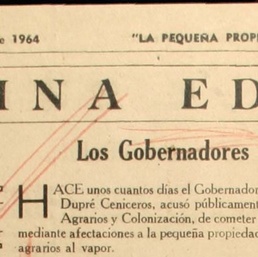 e 1964 "LA PEQUEÑA PROPI
INA ED
Los Gobernadores
HACE unos cuantos días el Gobernador
Dupré Ceniceros, acusó públicament
Agrarios y Colonización, de cometer
mediante afectaciones a la pequeña propiedad
agrarios al vapor.